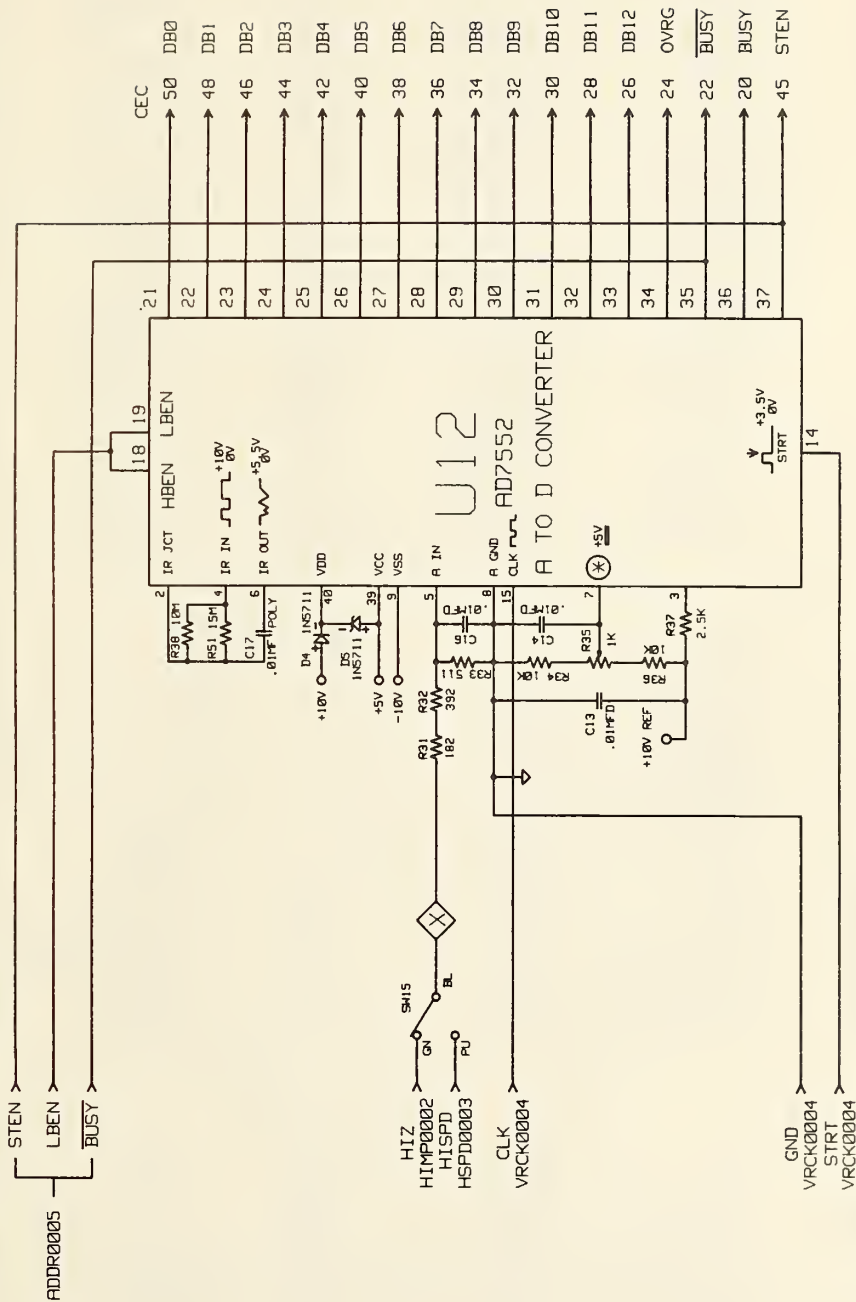 CEC
50 DB0
48 DB1
46 DB2
44 DB3
42 DB4
40 DB5
38 DB6
36 DB7
34 DB8
32 DB9
30 DB10
28 DB11
26 DB12
24 OVRG
22 BUSY
20 BUSY
45 STEN
21
22
23
24
25
26
27
28
29
30
31
32
33
34
35
36
37
STEN
LBEN
BUSY
ADDR0005
18 19
HBEN LBEN
IR JCT
IR IN
+10V
0V
IR OUT
+5.5V
0V
VDD
VCC
VSS
A IN
A GND
CLK
U12
AD7552
A TO D CONVERTER
* +5V
+3.5V
0V
STRT
14
2
4
6
40
39
9
5
8
15
7
3
R38 10M
R51 15M
C17
.01MF
POLY
D4
1N5711
+ -
+10V
D5
1N5711
- +
+5V
-10V
C16
.01MFD
R33 511
R32
392
R31
182
C14
.01MFD
R34 10K
R35
1K
R36
10K
R37
2.5K
C13
.01MFD
+10V REF
X
SW15
BL
GN
PU
HIZ
HIMP0002
HISPD
HSPD0003
CLK
VRCK0004
GND
VRCK0004
STRT
VRCK0004